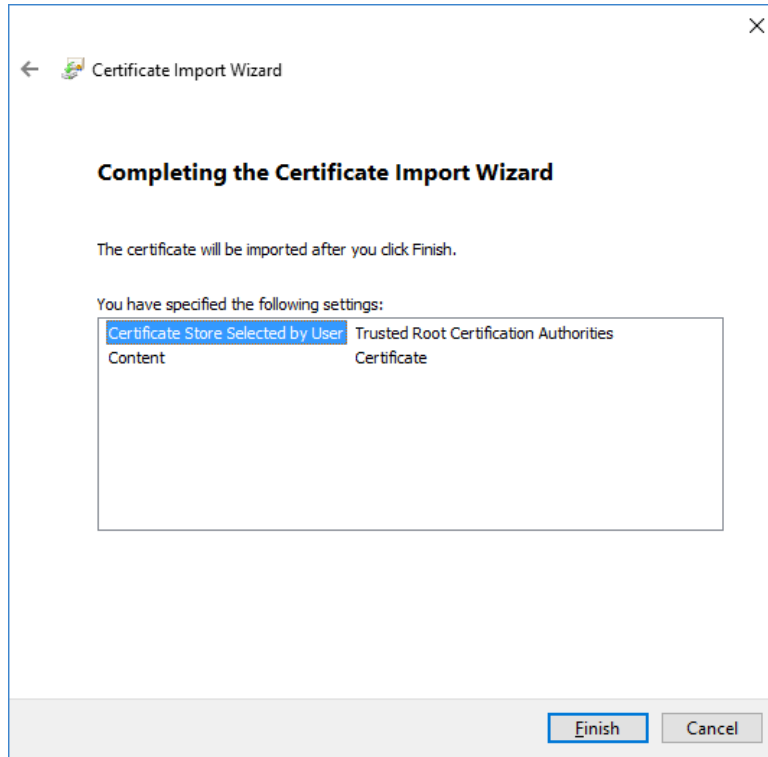 Certificate Import Wizard
Completing the Certificate Import Wizard
The certificate will be imported after you click Finish.
You have specified the following settings:
Certificate Store Selected by User Trusted Root Certification Authorities
Content Certificate
Finish Cancel